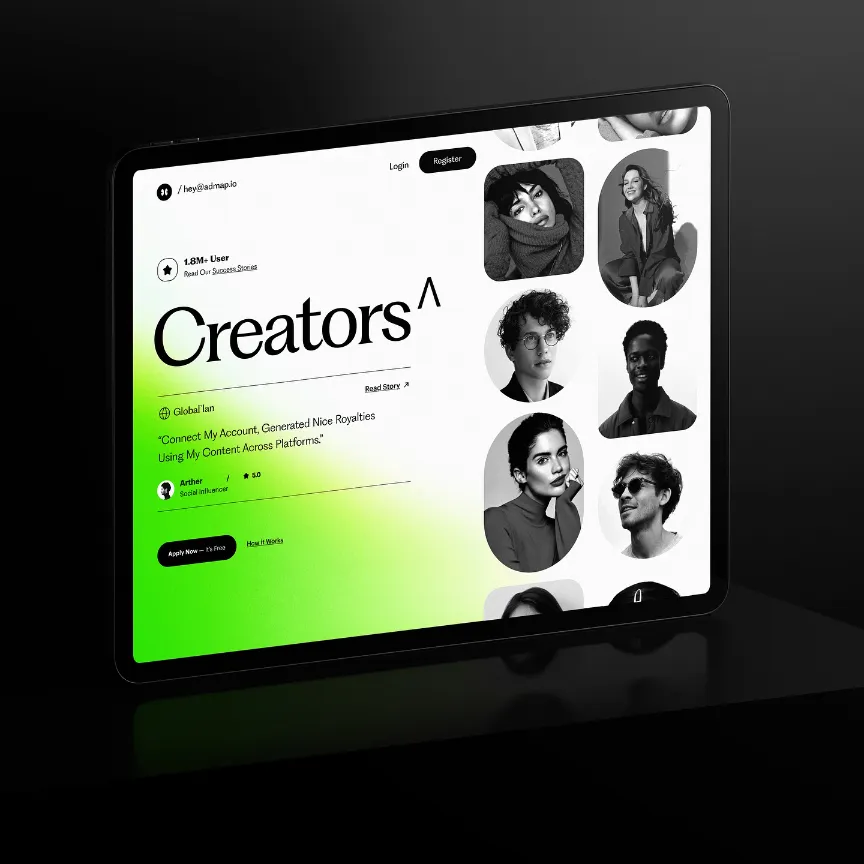 / hey@admap.io
Login
Register
1.8M+ User
Read Our Success Stories
Creators^
Read Story ↗
Global'lan
“Connect My Account, Generated Nice Royalties
Using My Content Across Platforms.”
Arther / ★ 5.0
Social Influencer
Apply Now — It's Free
How it Works